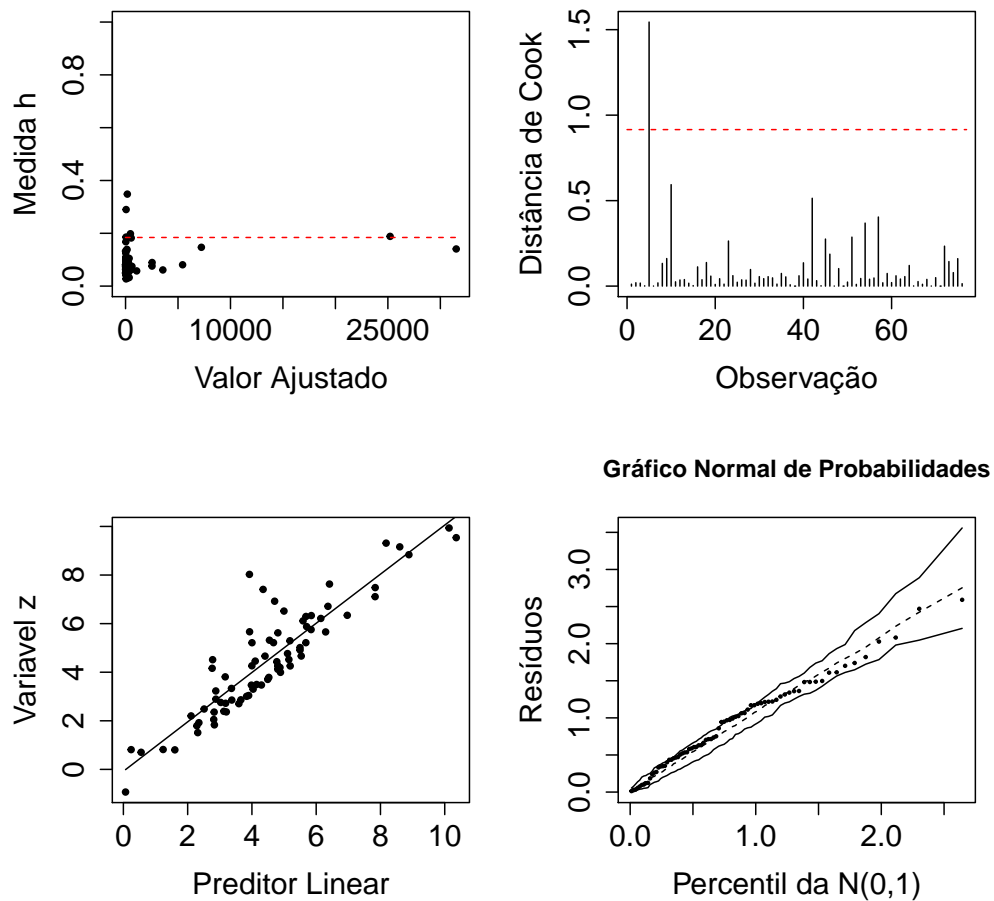 Medida h
0.0 0.4 0.8
0 10000 25000
Valor Ajustado
Distância de Cook
0.0 0.5 1.0 1.5
0 20 40 60
Observação
Variavel z
0 2 4 6 8
0 2 4 6 8 10
Preditor Linear
Gráfico Normal de Probabilidades
Resíduos
0.0 1.0 2.0 3.0
0.0 1.0 2.0
Percentil da N(0,1)